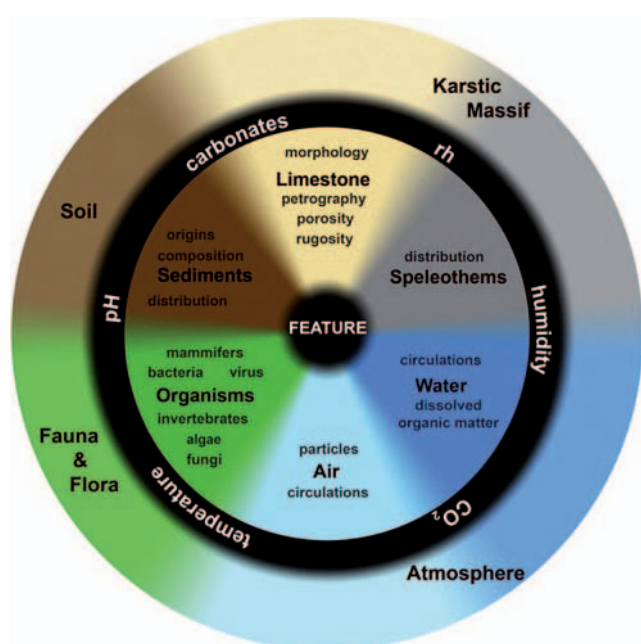 Karstic
Massif
carbonates
rh
morphology
Limestone
petrography
porosity
rugosity
Soil
origins
composition
Sediments
distribution
distribution
Speleothems
pH
FEATURE
humidity
mammifers
bacteria virus
Organisms
invertebrates
algae
fungi
circulations
Water
dissolved
organic matter
Fauna
&
Flora
particles
Air
circulations
temperature
CO₂
Atmosphere